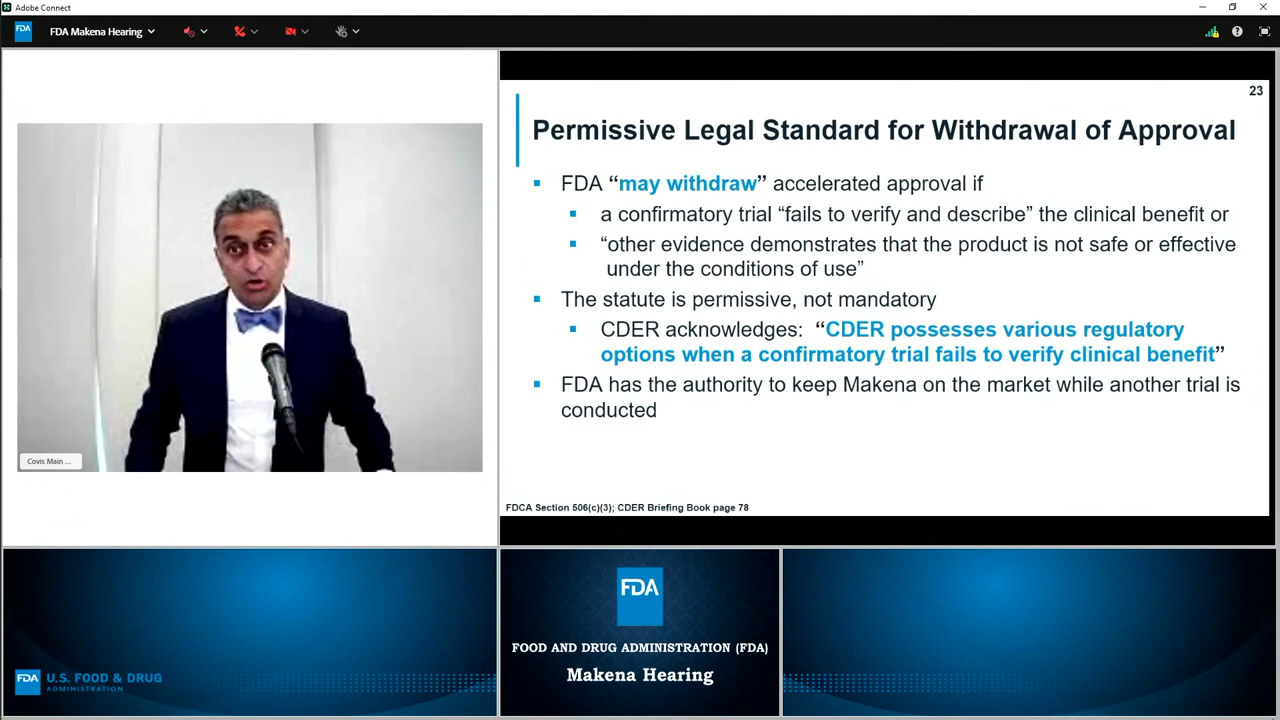 Adobe Connect
FDA
FDA Makena Hearing
23
Permissive Legal Standard for Withdrawal of Approval
FDA “may withdraw” accelerated approval if
a confirmatory trial “fails to verify and describe” the clinical benefit or
“other evidence demonstrates that the product is not safe or effective
under the conditions of use”
The statute is permissive, not mandatory
CDER acknowledges: “CDER possesses various regulatory
options when a confirmatory trial fails to verify clinical benefit”
FDA has the authority to keep Makena on the market while another trial is
conducted
FDCA Section 506(c)(3); CDER Briefing Book page 78
Covis Main ...
FDA
FOOD AND DRUG ADMINISTRATION (FDA)
Makena Hearing
FDA U.S. FOOD & DRUG
ADMINISTRATION